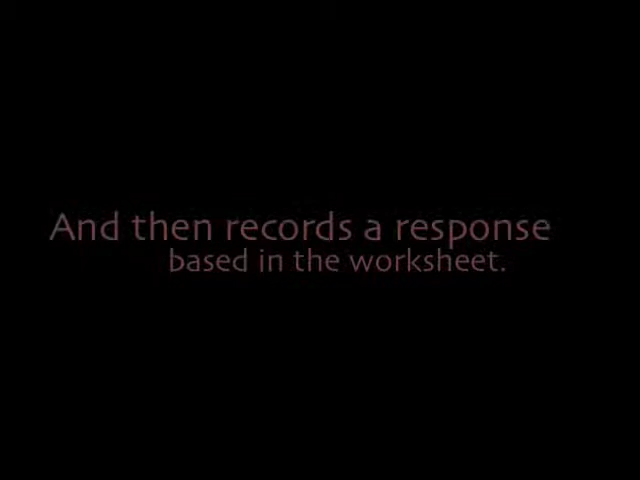 And then records a response
based in the worksheet.